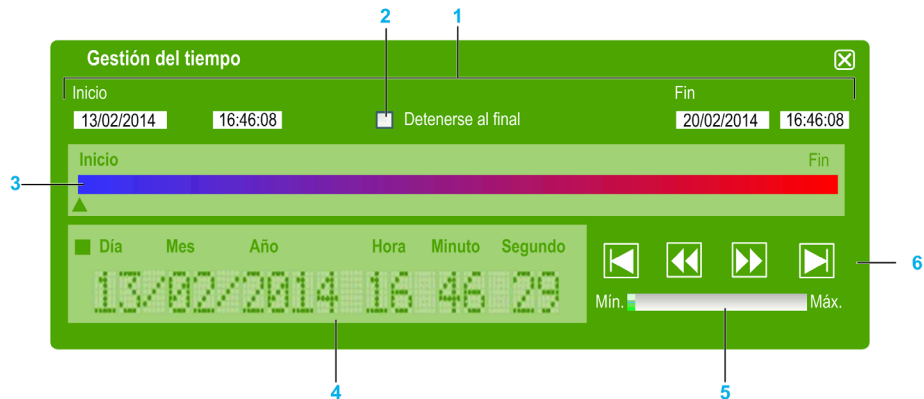 2 1
Gestión del tiempo
Inicio Fin
13/02/2014 16:46:08 Detenerse al final 20/02/2014 16:46:08
Inicio Fin
3
Día Mes Año Hora Minuto Segundo
6
13/02/2014 16 46 29
Mín. Máx.
4 5